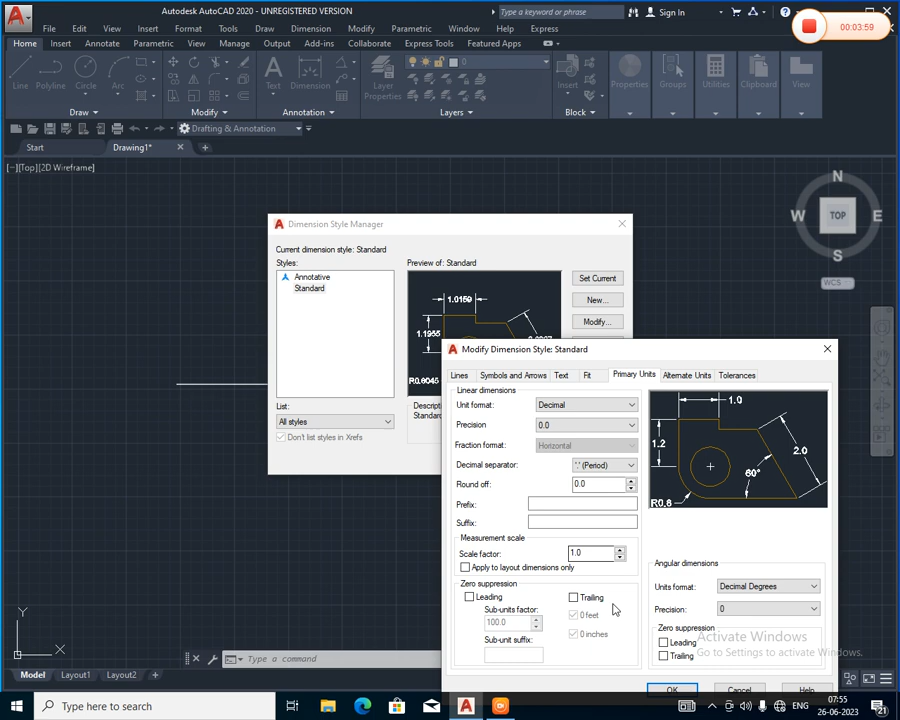 Autodesk AutoCAD 2020 - UNREGISTERED VERSION
Type a keyword or phrase
Sign In
00:03:59
File Edit View Insert Format Tools Draw Dimension Modify Parametric Window Help Express
Home Insert Annotate Parametric View Manage Output Add-ins Collaborate Express Tools Featured Apps
Line Polyline Circle Arc
Text Dimension
Layer Properties
0
Insert
Properties Groups Utilities Clipboard View
Draw Modify Annotation Layers Block
Drafting & Annotation
Start Drawing1*
[−][Top][2D Wireframe]
N
W TOP E
S
WCS
Dimension Style Manager
Current dimension style: Standard
Styles:
Annotative
Standard
Preview of: Standard
1.0159
1.1955
R0.8045
Set Current
New...
Modify...
List:
All styles
Don't list styles in Xrefs
Descripti
Standard
Modify Dimension Style: Standard
Lines Symbols and Arrows Text Fit Primary Units Alternate Units Tolerances
Linear dimensions
Unit format: Decimal
Precision 0.0
Fraction format: Horizontal
Decimal separator: '.' (Period)
Round off: 0.0
Prefix:
Suffix:
Measurement scale
Scale factor: 1.0
Apply to layout dimensions only
Zero suppression
Leading
Sub-units factor:
100.0
Sub-unit suffix:
Trailing
0 feet
0 inches
1.0
1.2
2.0
60°
R0.8
Angular dimensions
Units format: Decimal Degrees
Precision: 0
Zero suppression
Leading
Trailing
OK Cancel Help
Activate Windows
Go to Settings to activate Windows.
Y
X
Type a command
Model Layout1 Layout2
Type here to search
ENG
07:55
26-06-2023
21